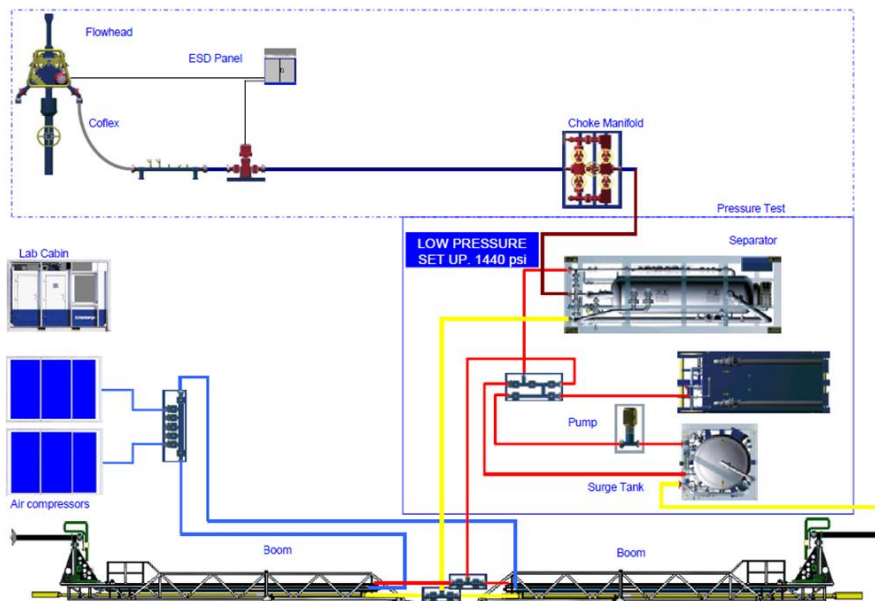 Flowhead
ESD Panel
Coflex
Choke Manifold
Pressure Test
LOW PRESSURE
SET UP. 1440 psi
Separator
Lab Cabin
Pump
Surge Tank
Air compressors
Boom
Boom